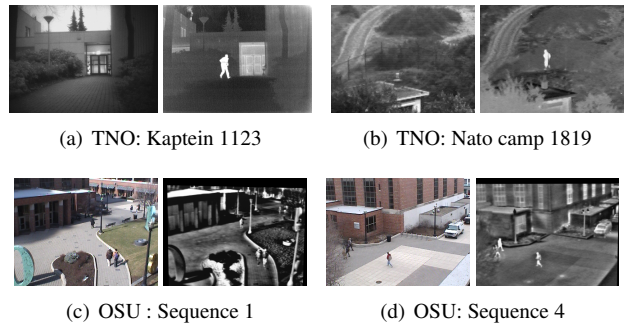 (a) TNO: Kaptein 1123
(b) TNO: Nato camp 1819
(c) OSU : Sequence 1
(d) OSU: Sequence 4